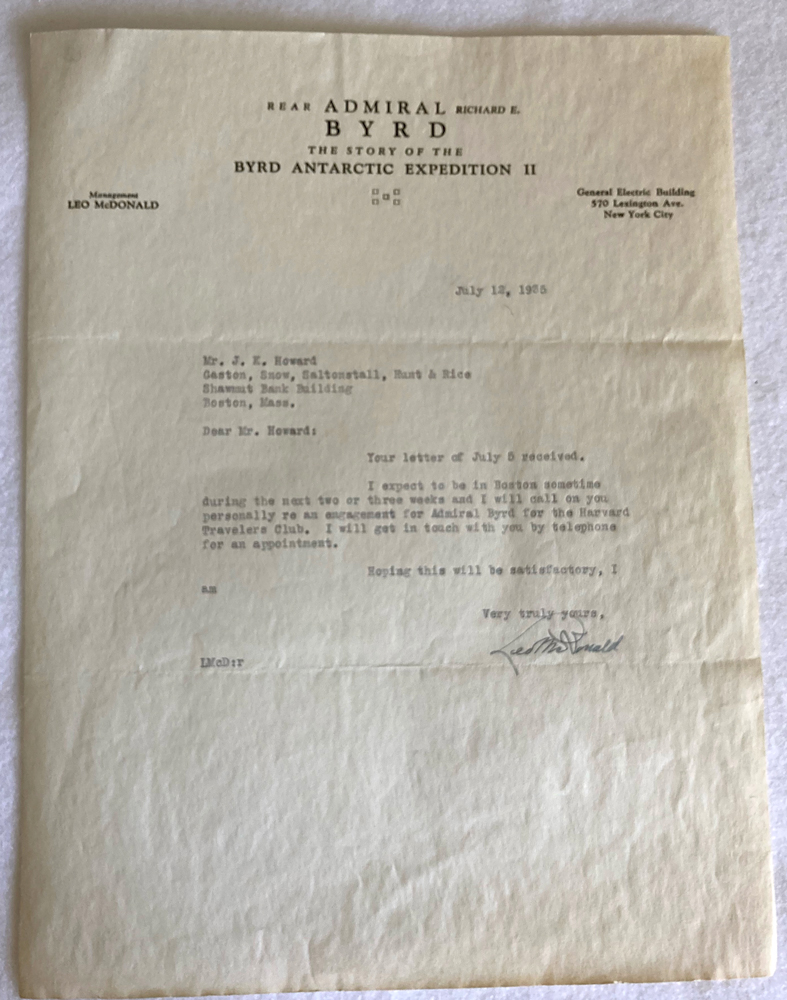 REAR ADMIRAL RICHARD E.
BYRD
THE STORY OF THE
BYRD ANTARCTIC EXPEDITION II
Management
LEO McDONALD
General Electric Building
570 Lexington Ave.
New York City
July 12, 1935
Mr. J. K. Howard
Gaston, Snow, Saltonstall, Hunt & Rice
Shawmut Bank Building
Boston, Mass.
Dear Mr. Howard:
Your letter of July 5 received.
I expect to be in Boston sometime
during the next two or three weeks and I will call on you
personally re an engagement for Admiral Byrd for the Harvard
Travelers Club. I will get in touch with you by telephone
for an appointment.
Hoping this will be satisfactory, I
am
Very truly yours,
Leo McDonald
LMcD:r